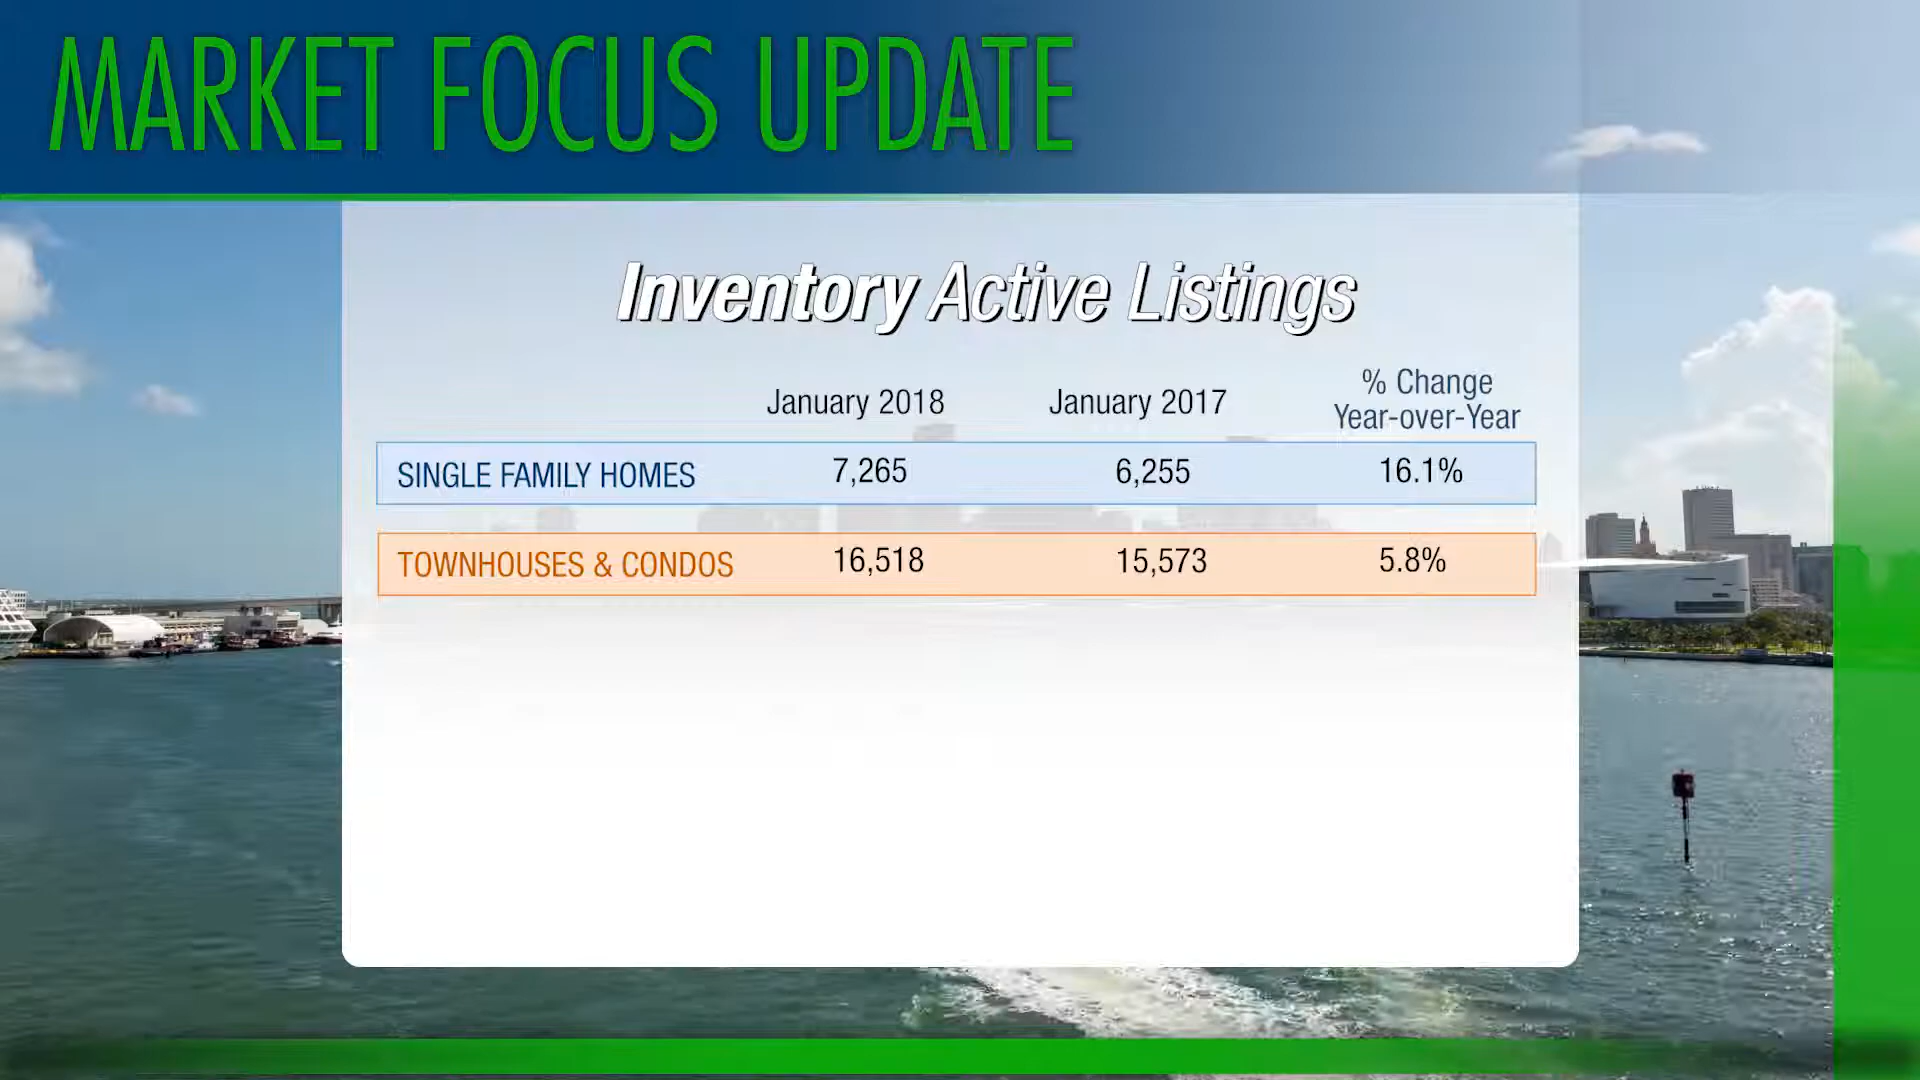 MARKET FOCUS UPDATE
Inventory Active Listings
January 2018 January 2017 % Change
Year-over-Year
SINGLE FAMILY HOMES 7,265 6,255 16.1%
TOWNHOUSES & CONDOS 16,518 15,573 5.8%